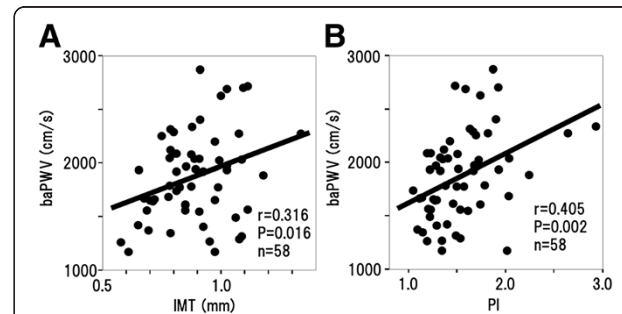 A
3000
2000
1000
baPWV (cm/s)
0.5
1.0
IMT (mm)
r=0.316
P=0.016
n=58
B
3000
2000
1000
baPWV (cm/s)
1.0
2.0
3.0
PI
r=0.405
P=0.002
n=58